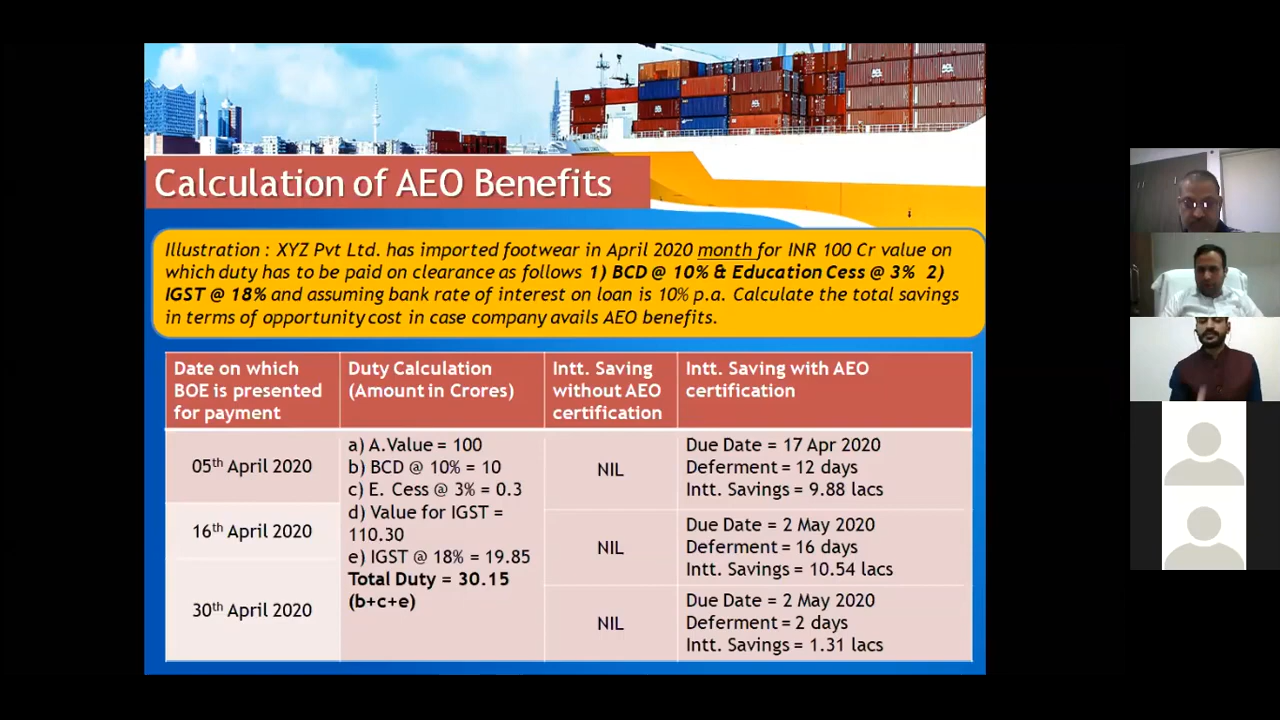 Calculation of AEO Benefits
Illustration : XYZ Pvt Ltd. has imported footwear in April 2020 month for INR 100 Cr value on
which duty has to be paid on clearance as follows 1) BCD @ 10% & Education Cess @ 3% 2)
IGST @ 18% and assuming bank rate of interest on loan is 10% p.a. Calculate the total savings
in terms of opportunity cost in case company avails AEO benefits.
Date on which
BOE is presented
for payment
Duty Calculation
(Amount in Crores)
Intt. Saving
without AEO
certification
Intt. Saving with AEO
certification
05th April 2020
a) A.Value = 100
b) BCD @ 10% = 10
c) E. Cess @ 3% = 0.3
d) Value for IGST =
110.30
e) IGST @ 18% = 19.85
Total Duty = 30.15
(b+c+e)
NIL
Due Date = 17 Apr 2020
Deferment = 12 days
Intt. Savings = 9.88 lacs
16th April 2020
NIL
Due Date = 2 May 2020
Deferment = 16 days
Intt. Savings = 10.54 lacs
30th April 2020
NIL
Due Date = 2 May 2020
Deferment = 2 days
Intt. Savings = 1.31 lacs